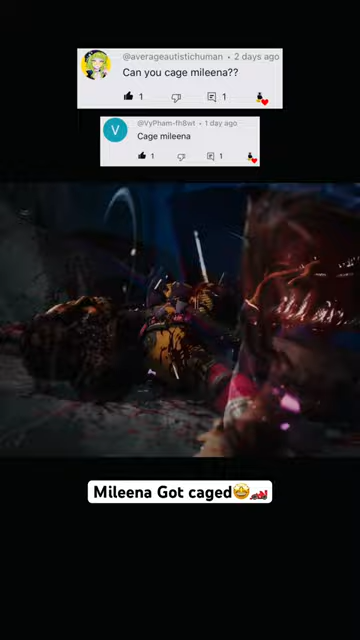 @averageautistichuman • 2 days ago
Can you cage mileena??
1
1
V
@VyPham-fh8wt • 1 day ago
Cage mileena
1
1
Mileena Got caged🤩